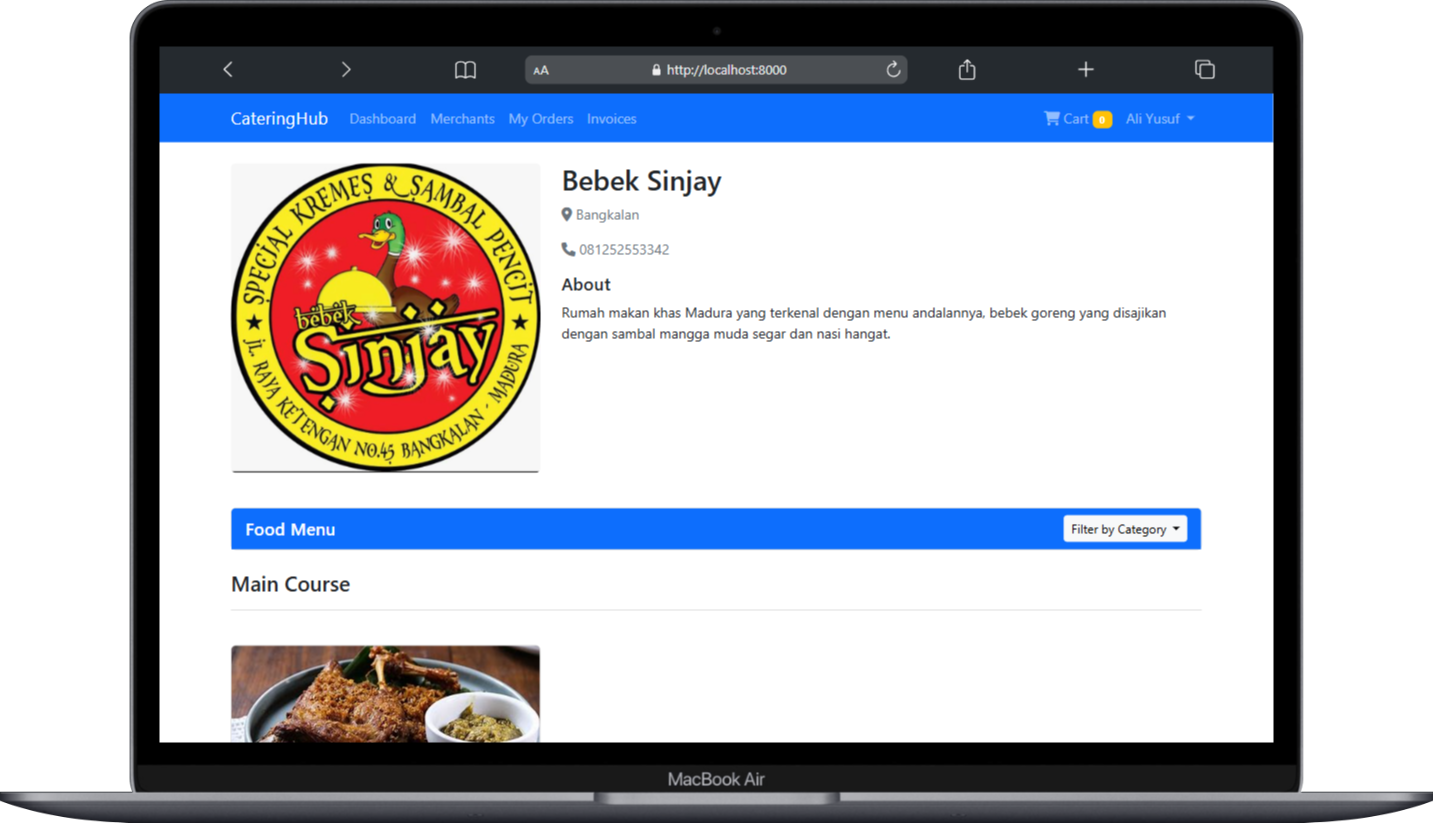 AA http://localhost:8000
CateringHub Dashboard Merchants My Orders Invoices Cart 0 Ali Yusuf
SPECIAL KREMES & SAMBAL PENCIT
bebek
Sinjay
JL. RAYA KETENGAN NO.45 BANGKALAN - MADURA
Bebek Sinjay
Bangkalan
081252553342
About
Rumah makan khas Madura yang terkenal dengan menu andalannya, bebek goreng yang disajikan
dengan sambal mangga muda segar dan nasi hangat.
Food Menu Filter by Category
Main Course
MacBook Air